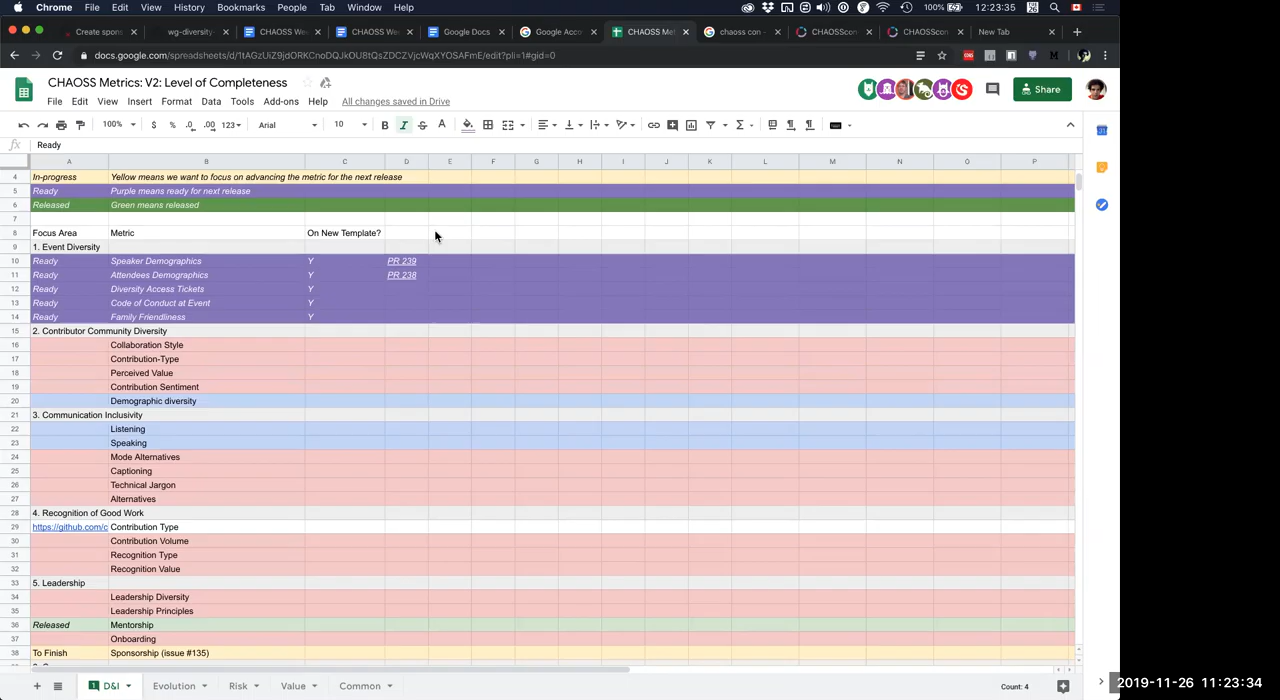 Chrome File Edit View History Bookmarks People Tab Window Help 100% 12:23:35
Create spons wg-diversity- CHAOSS We CHAOSS We Google Docs Google Acco CHAOSS Me chaoss con - CHAOSScon CHAOSScon New Tab
docs.google.com/spreadsheets/d/1tAGzUiZ9jdORKCnoDQJkOU8tQsZDCZVjcWqXYOSAFmE/edit?pli=1#gid=0
CHAOSS Metrics: V2: Level of Completeness
Share
File Edit View Insert Format Data Tools Add-ons Help All changes saved in Drive
100% $ % .0 .00 123 Arial 10 B I S A
fx Ready
A B C D E F G H I J K L M N O P
4 In-progress Yellow means we want to focus on advancing the metric for the next release
5 Ready Purple means ready for next release
6 Released Green means released
7
8 Focus Area Metric On New Template?
9 1. Event Diversity
10 Ready Speaker Demographics Y PR 239
11 Ready Attendees Demographics Y PR 238
12 Ready Diversity Access Tickets Y
13 Ready Code of Conduct at Event Y
14 Ready Family Friendliness Y
15 2. Contributor Community Diversity
16 Collaboration Style
17 Contribution-Type
18 Perceived Value
19 Contribution Sentiment
20 Demographic diversity
21 3. Communication Inclusivity
22 Listening
23 Speaking
24 Mode Alternatives
25 Captioning
26 Technical Jargon
27 Alternatives
28 4. Recognition of Good Work
29 https://github.com/c Contribution Type
30 Contribution Volume
31 Recognition Type
32 Recognition Value
33 5. Leadership
34 Leadership Diversity
35 Leadership Principles
36 Released Mentorship
37 Onboarding
38 To Finish Sponsorship (issue #135)
1 D&I Evolution Risk Value Common Count: 4
2019-11-26 11:23:34